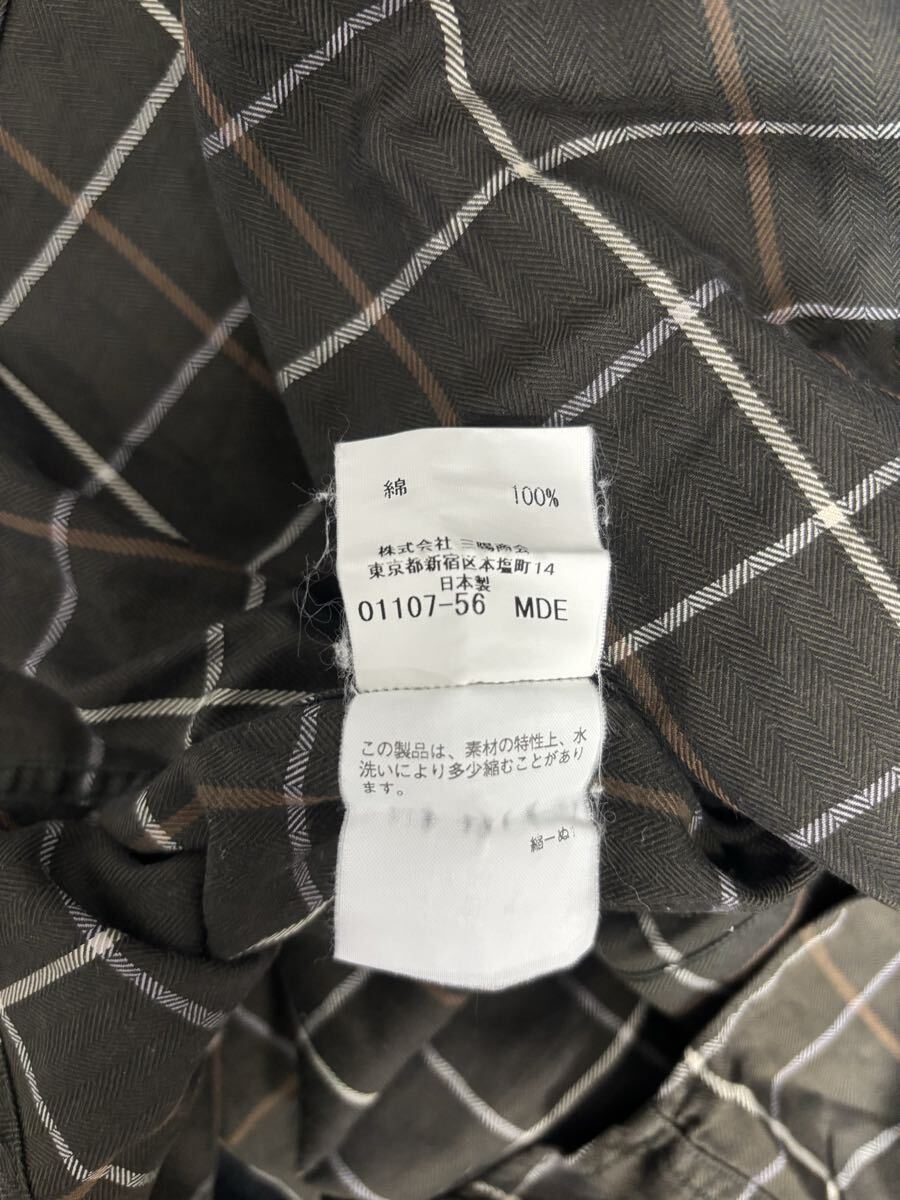 綿 100%
株式会社 三陽商会
東京都新宿区本塩町14
日本製
01107-56 MDE
この製品は、素材の特性上、水
洗いにより多少縮むことがあり
ます。